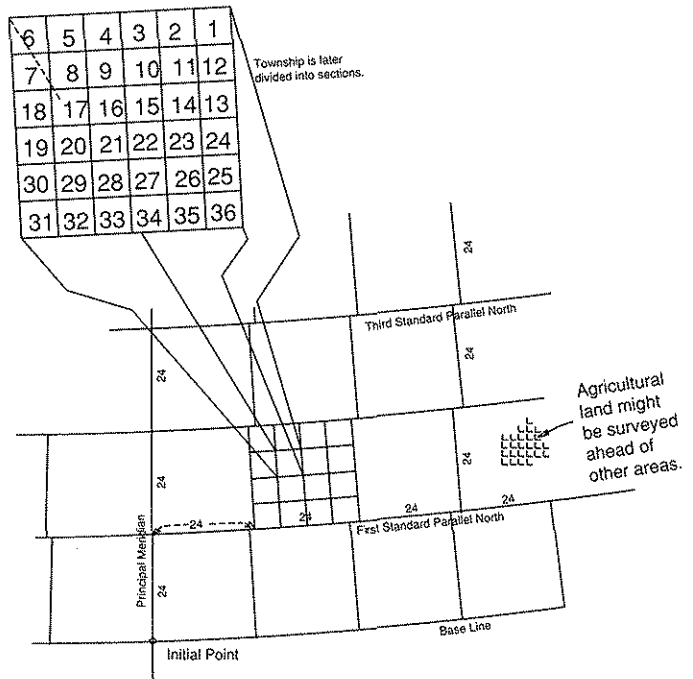 6 5 4 3 2 1
7 8 9 10 11 12
18 17 16 15 14 13
19 20 21 22 23 24
30 29 28 27 26 25
31 32 33 34 35 36
Township is later
divided into sections.
24
Third Standard Parallel North
24
24
Agricultural
land might
be surveyed
ahead of
other areas.
24
24
24
24
24
24
First Standard Parallel North
Principal Meridian
24
Base Line
Initial Point